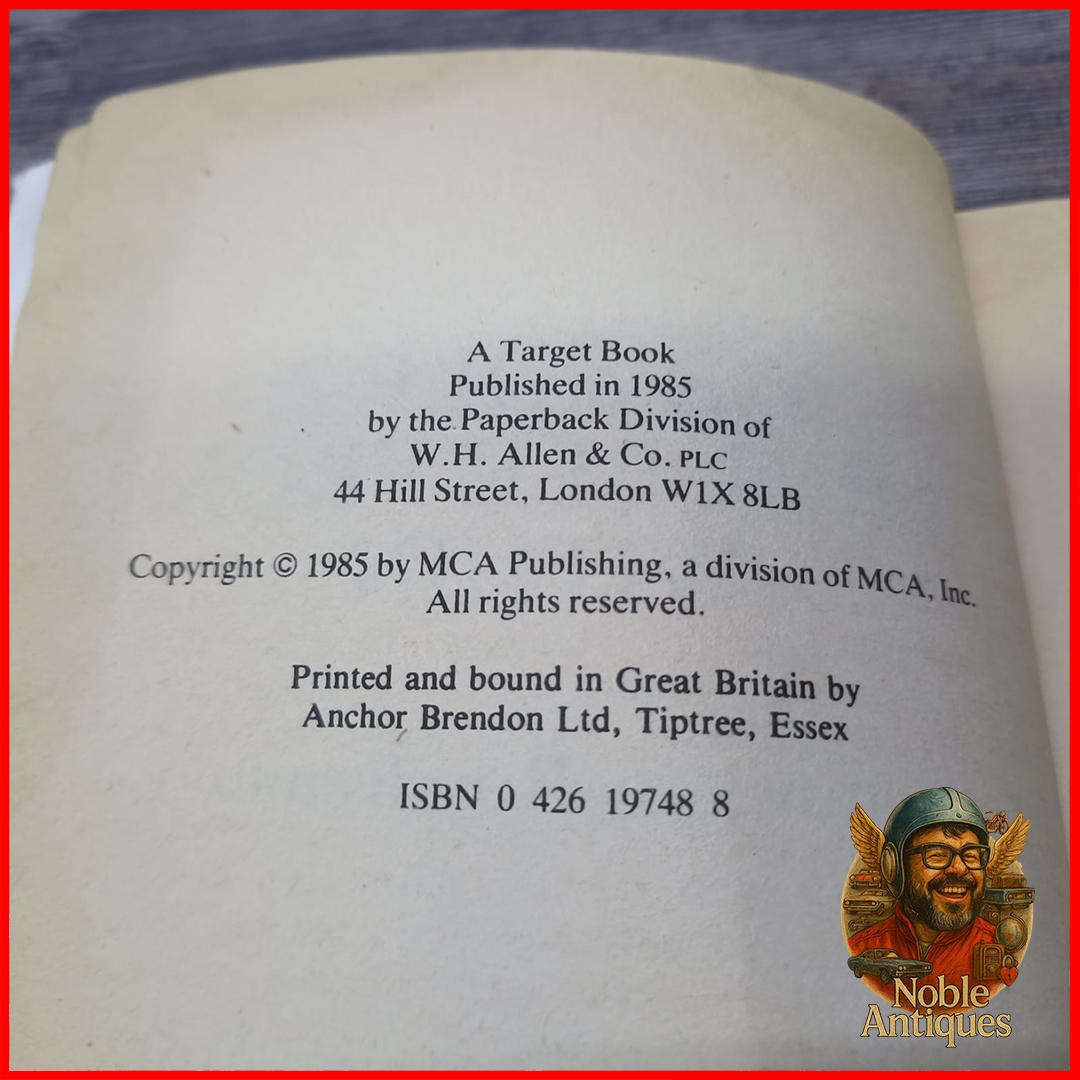 A Target Book
Published in 1985
by the Paperback Division of
W.H. Allen & Co. PLC
44 Hill Street, London W1X 8LB
Copyright © 1985 by MCA Publishing, a division of MCA, Inc.
All rights reserved.
Printed and bound in Great Britain by
Anchor Brendon Ltd, Tiptree, Essex
ISBN 0 426 19748 8
Noble
Antiques